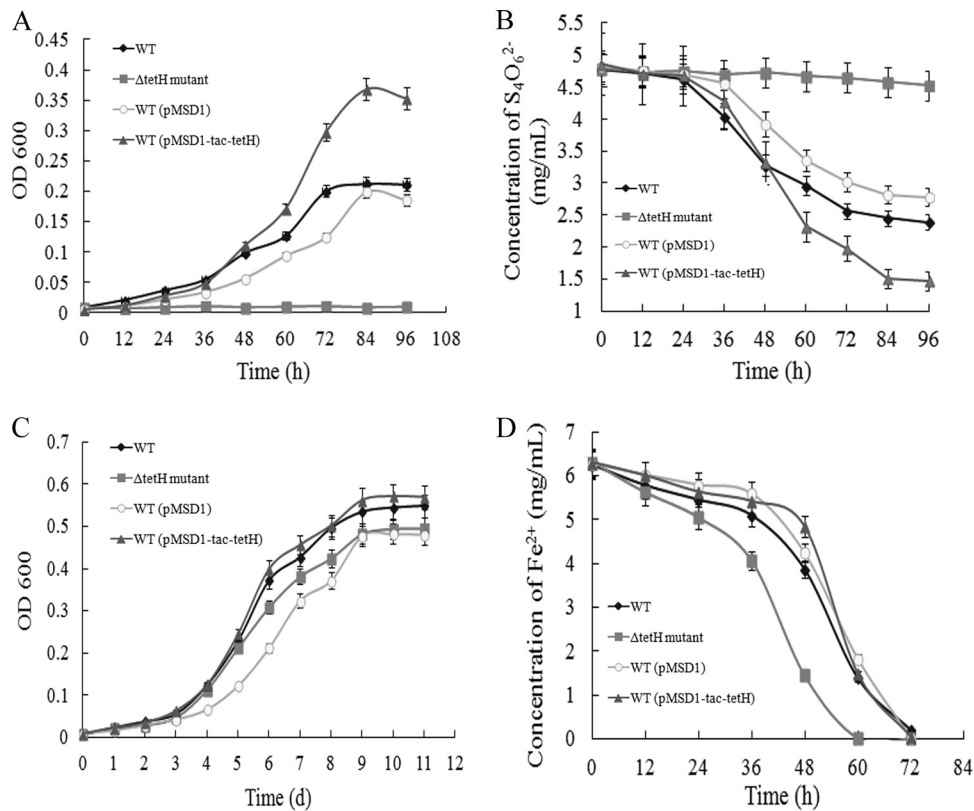 A
0.45
0.4
0.35
0.3
0.25
0.2
0.15
0.1
0.05
0
OD 600
WT
ΔtetH mutant
WT (pMSD1)
WT (pMSD1-tac-tetH)
0 12 24 36 48 60 72 84 96 108
Time (h)
B
5.5
5
4.5
4
3.5
3
2.5
2
1.5
1
Concentration of S₄O₆²⁻
(mg/mL)
WT
ΔtetH mutant
WT (pMSD1)
WT (pMSD1-tac-tetH)
0 12 24 36 48 60 72 84 96
Time (h)
C
0.7
0.6
0.5
0.4
0.3
0.2
0.1
0
OD 600
WT
ΔtetH mutant
WT (pMSD1)
WT (pMSD1-tac-tetH)
0 1 2 3 4 5 6 7 8 9 10 11 12
Time (d)
D
7
6
5
4
3
2
1
0
Concentration of Fe²⁺ (mg/mL)
WT
ΔtetH mutant
WT (pMSD1)
WT (pMSD1-tac-tetH)
0 12 24 36 48 60 72 84
Time (h)